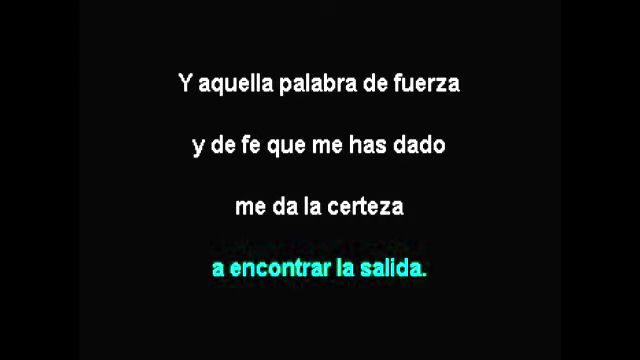 Y aquella palabra de fuerza
y de fe que me has dado
me da la certeza
a encontrar la salida.